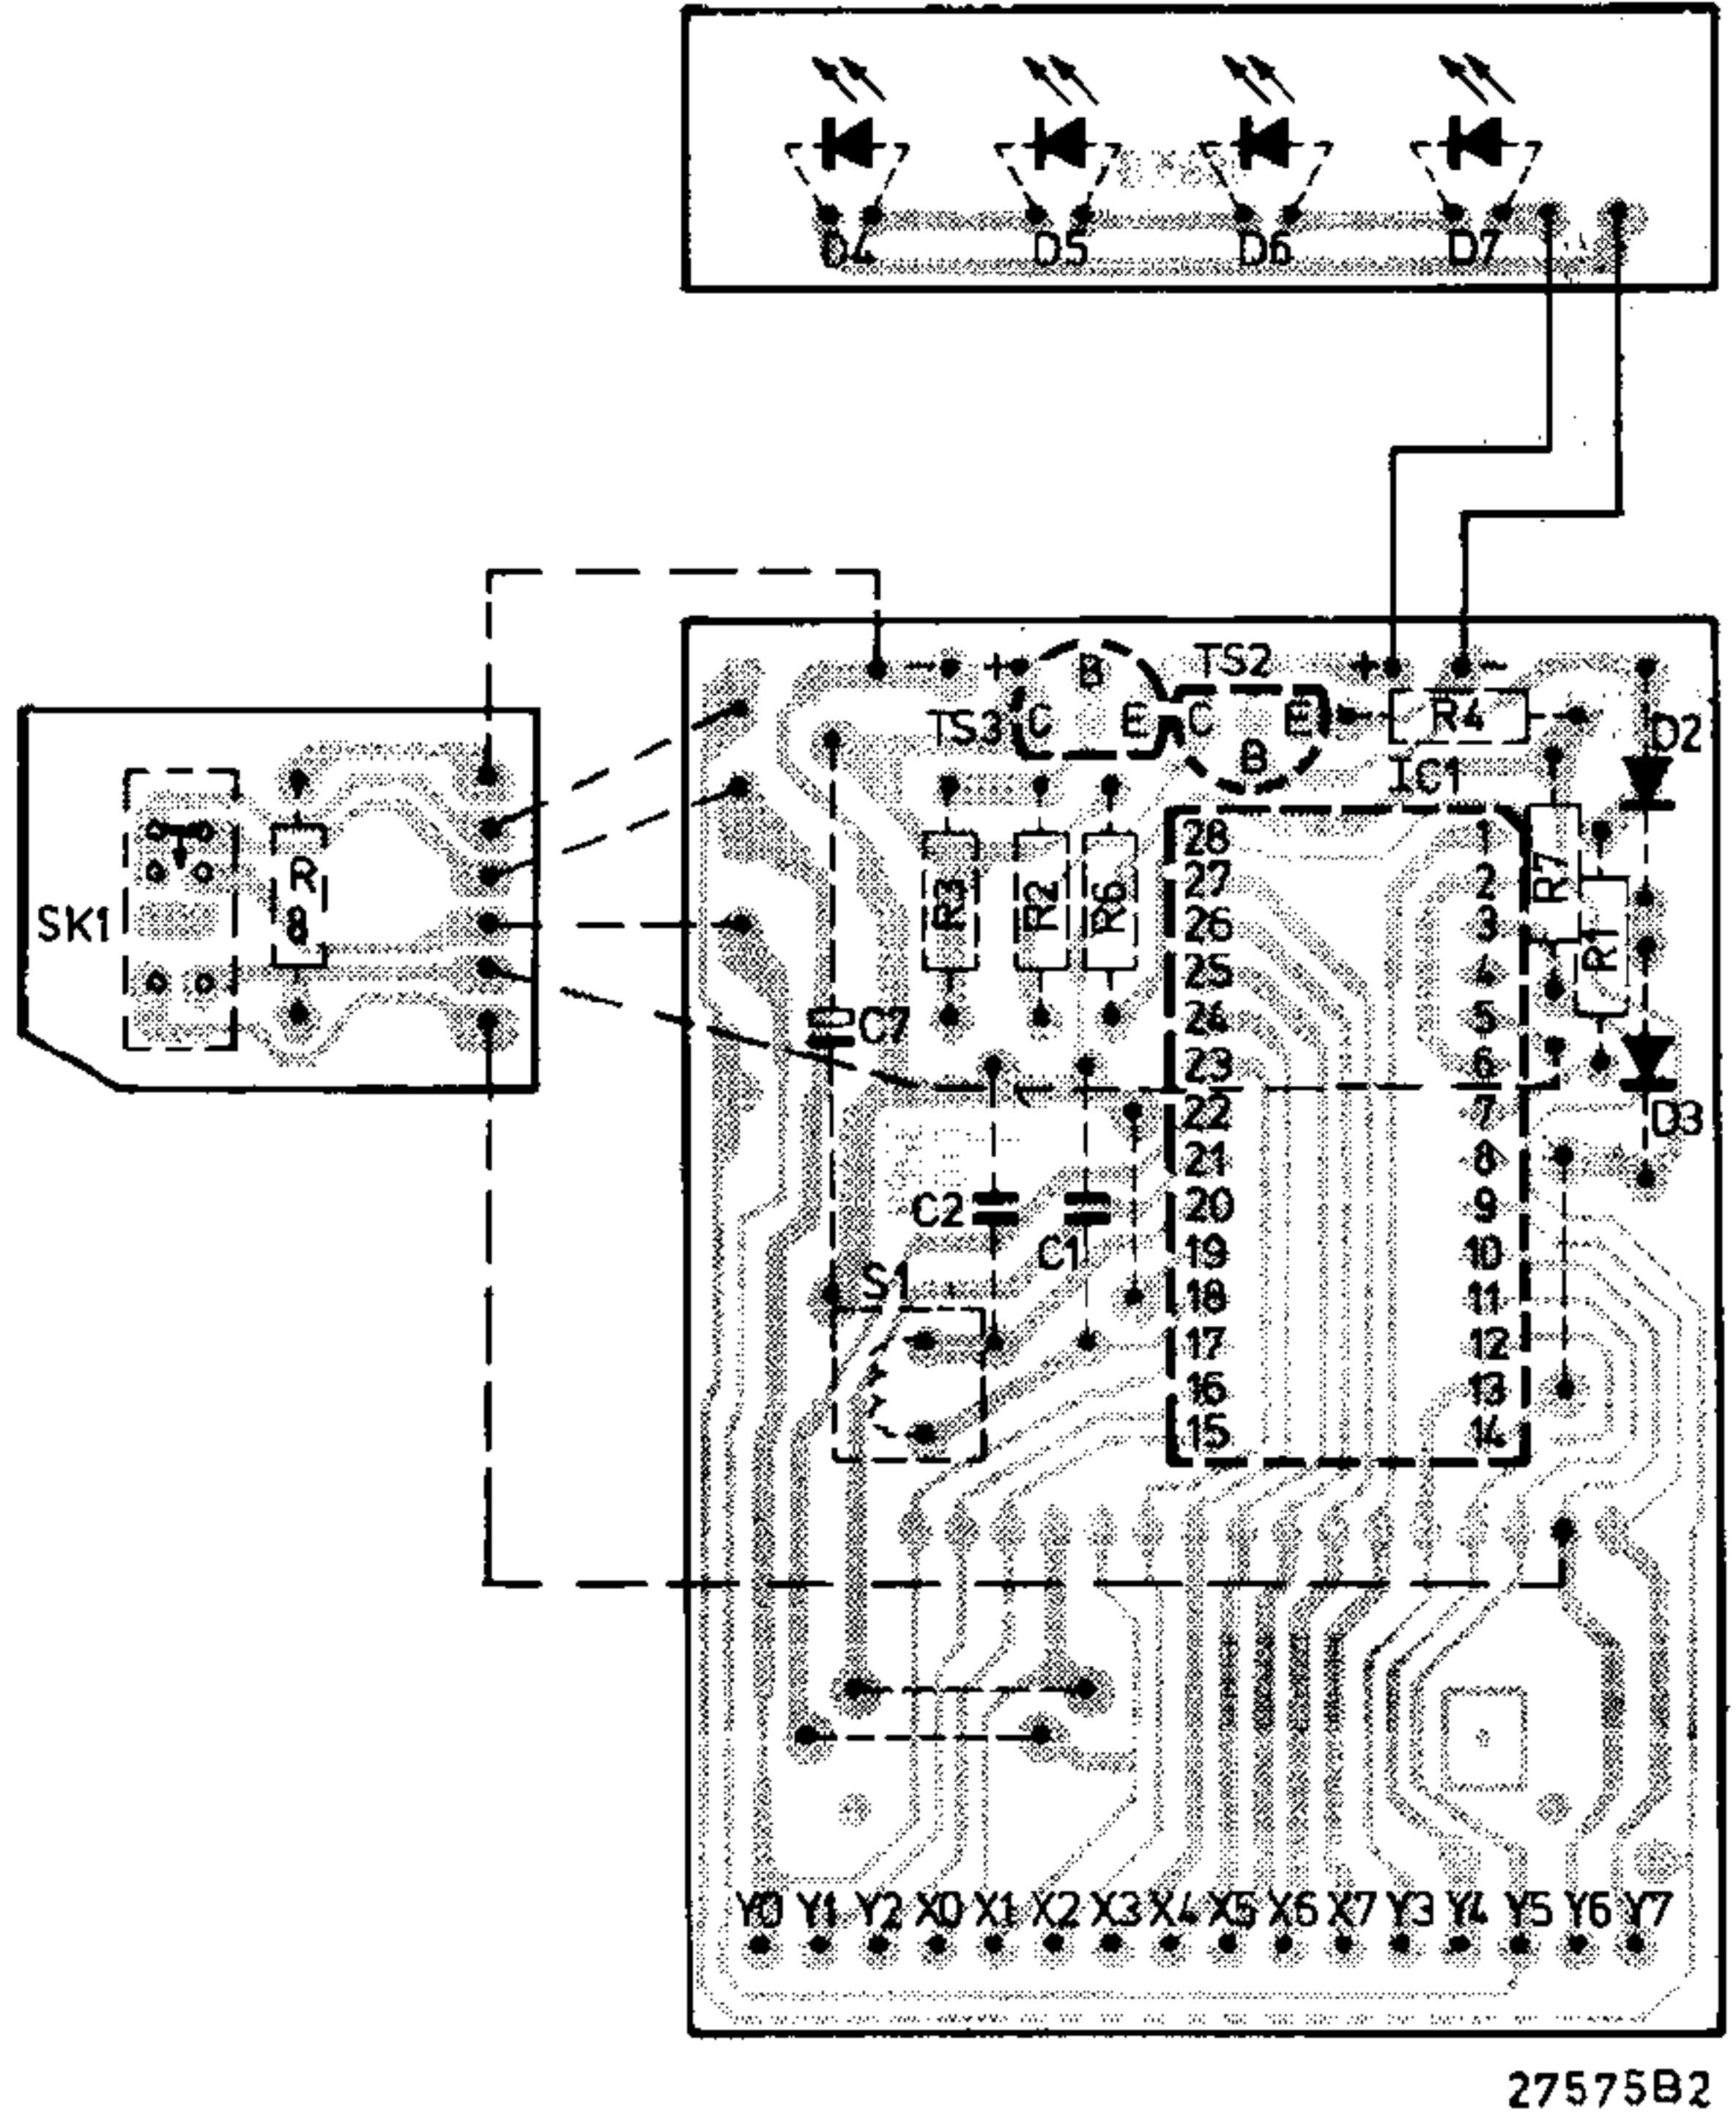 D4 D5 D6 D7
+ - TS2 + -
B
TS3 C E C E R4 D2
B
IC1
28 1
27 2
R 8 R3 R2 R6 R7
SK1 26 3 R1
25 4
24 5
C7
23 6
22 7 D3
21 8
C2 20 9
C1 19 10
S1 18 11
17 12
16 13
15 14
Y0 Y1 Y2 X0 X1 X2 X3 X4 X5 X6 X7 Y3 Y4 Y5 Y6 Y7
27575B2